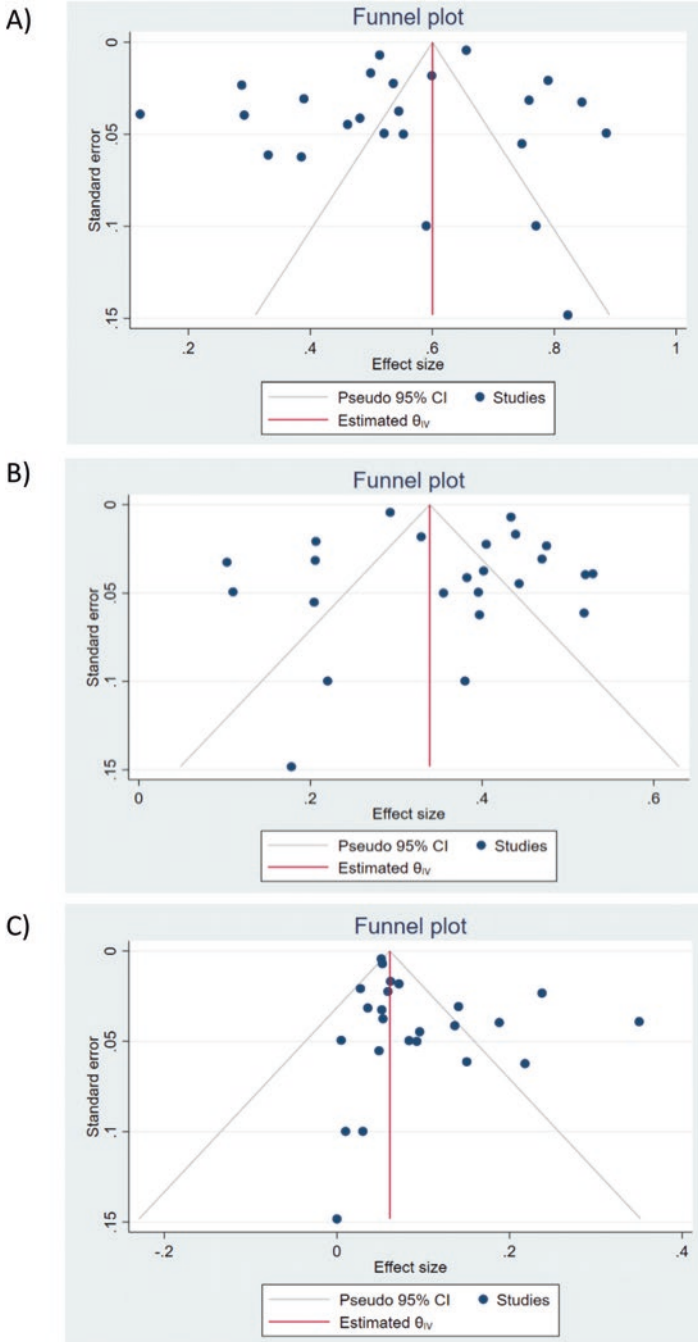 A)
Funnel plot
Standard error
0
.05
.1
.15
.2 .4 .6 .8 1
Effect size
Pseudo 95% CI Studies
Estimated θIV
B)
Funnel plot
Standard error
0
.05
.1
.15
0 .2 .4 .6
Effect size
Pseudo 95% CI Studies
Estimated θIV
C)
Funnel plot
Standard error
0
.05
.1
.15
-.2 0 .2 .4
Effect size
Pseudo 95% CI Studies
Estimated θIV